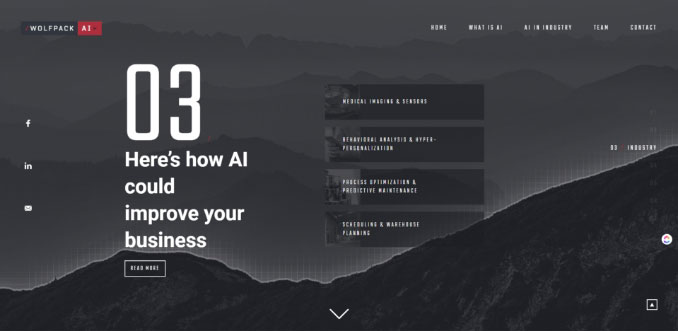 WOLFPACK AI
HOME WHAT IS AI AI IN INDUSTRY TEAM CONTACT
03
Here's how AI
could
improve your
business
READ MORE
MEDICAL IMAGING & SENSORS
BEHAVIORAL ANALYSIS & HYPER-
PERSONALIZATION
PROCESS OPTIMIZATION &
PREDICTIVE MAINTENANCE
SCHEDULING & WAREHOUSE
PLANNING
03 / INDUSTRY